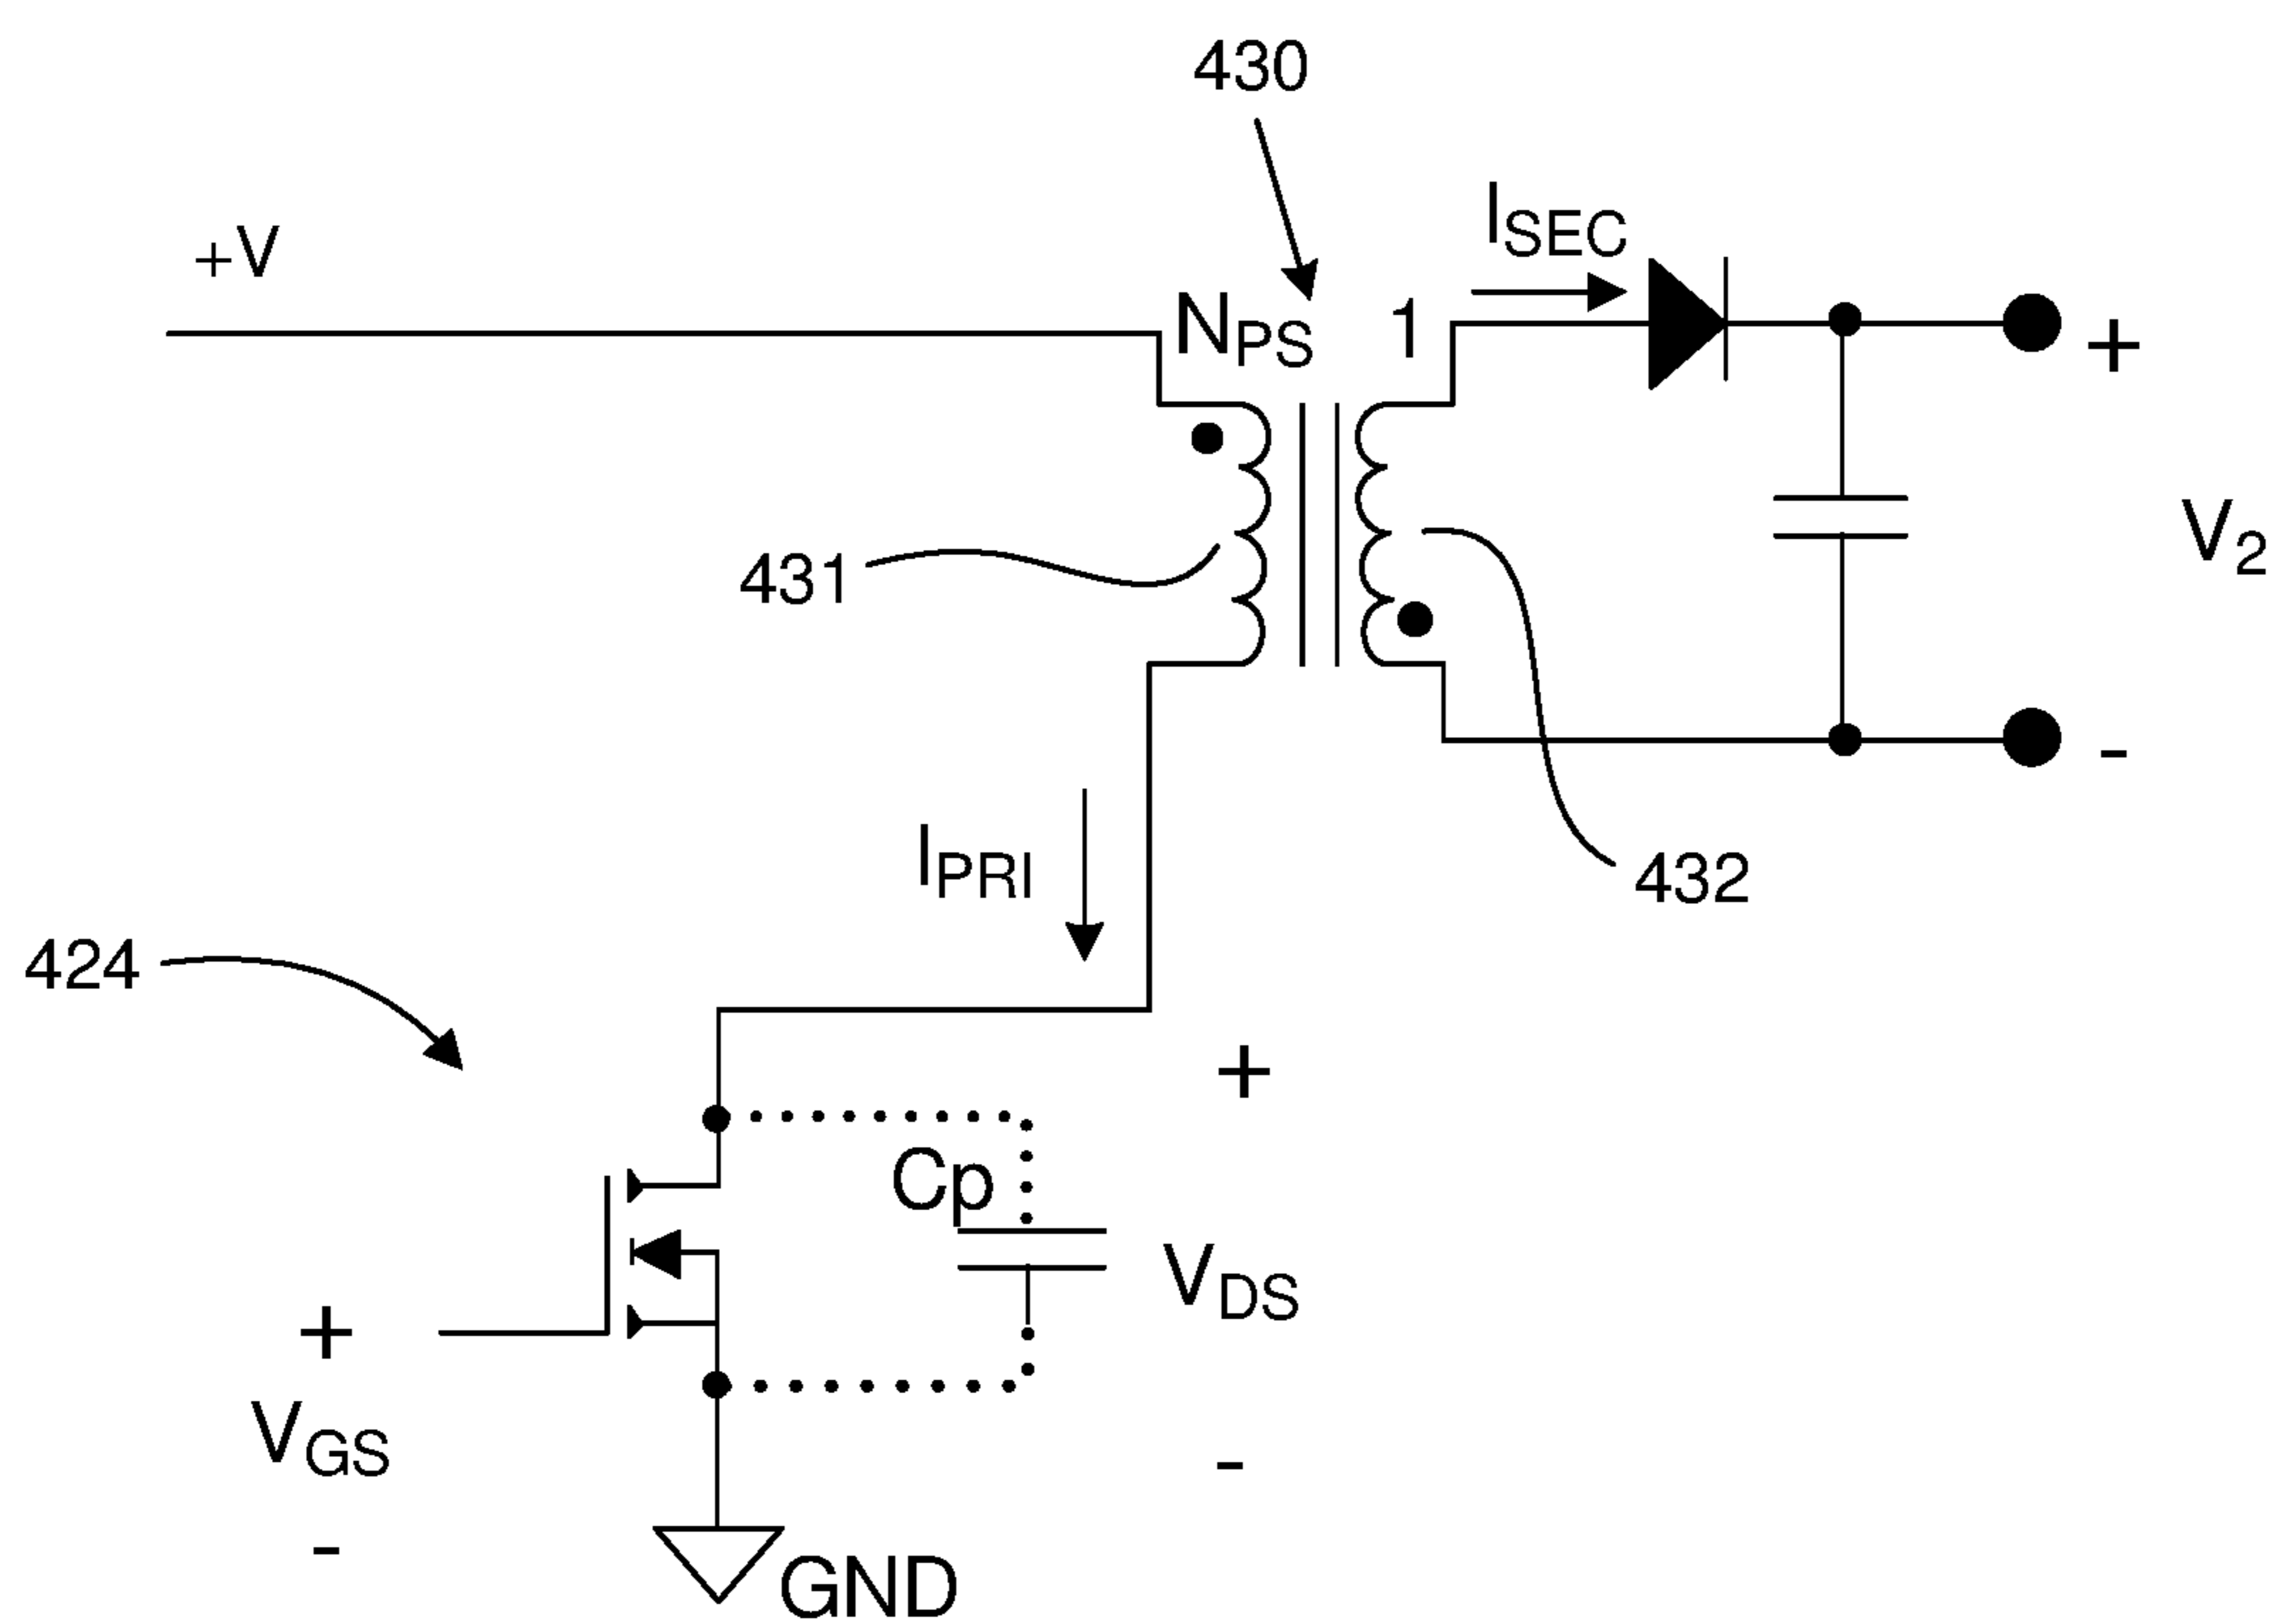 430
I_SEC
+V
N_PS 1
+
431
V_2
-
432
I_PRI
424
+
Cp
V_DS
+
V_GS
-
-
GND